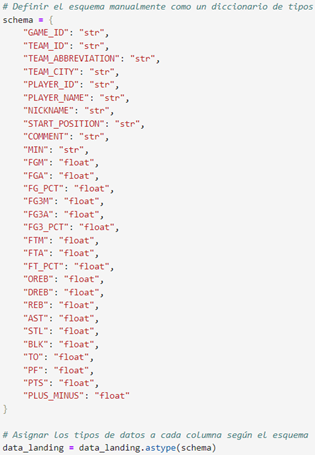 # Definir el esquema manualmente como un diccionario de tipos
schema = {
    "GAME_ID": "str",
    "TEAM_ID": "str",
    "TEAM_ABBREVIATION": "str",
    "TEAM_CITY": "str",
    "PLAYER_ID": "str",
    "PLAYER_NAME": "str",
    "NICKNAME": "str",
    "START_POSITION": "str",
    "COMMENT": "str",
    "MIN": "str",
    "FGM": "float",
    "FGA": "float",
    "FG_PCT": "float",
    "FG3M": "float",
    "FG3A": "float",
    "FG3_PCT": "float",
    "FTM": "float",
    "FTA": "float",
    "FT_PCT": "float",
    "OREB": "float",
    "DREB": "float",
    "REB": "float",
    "AST": "float",
    "STL": "float",
    "BLK": "float",
    "TO": "float",
    "PF": "float",
    "PTS": "float",
    "PLUS_MINUS": "float"
}
# Asignar los tipos de datos a cada columna según el esquema
data_landing = data_landing.astype(schema)